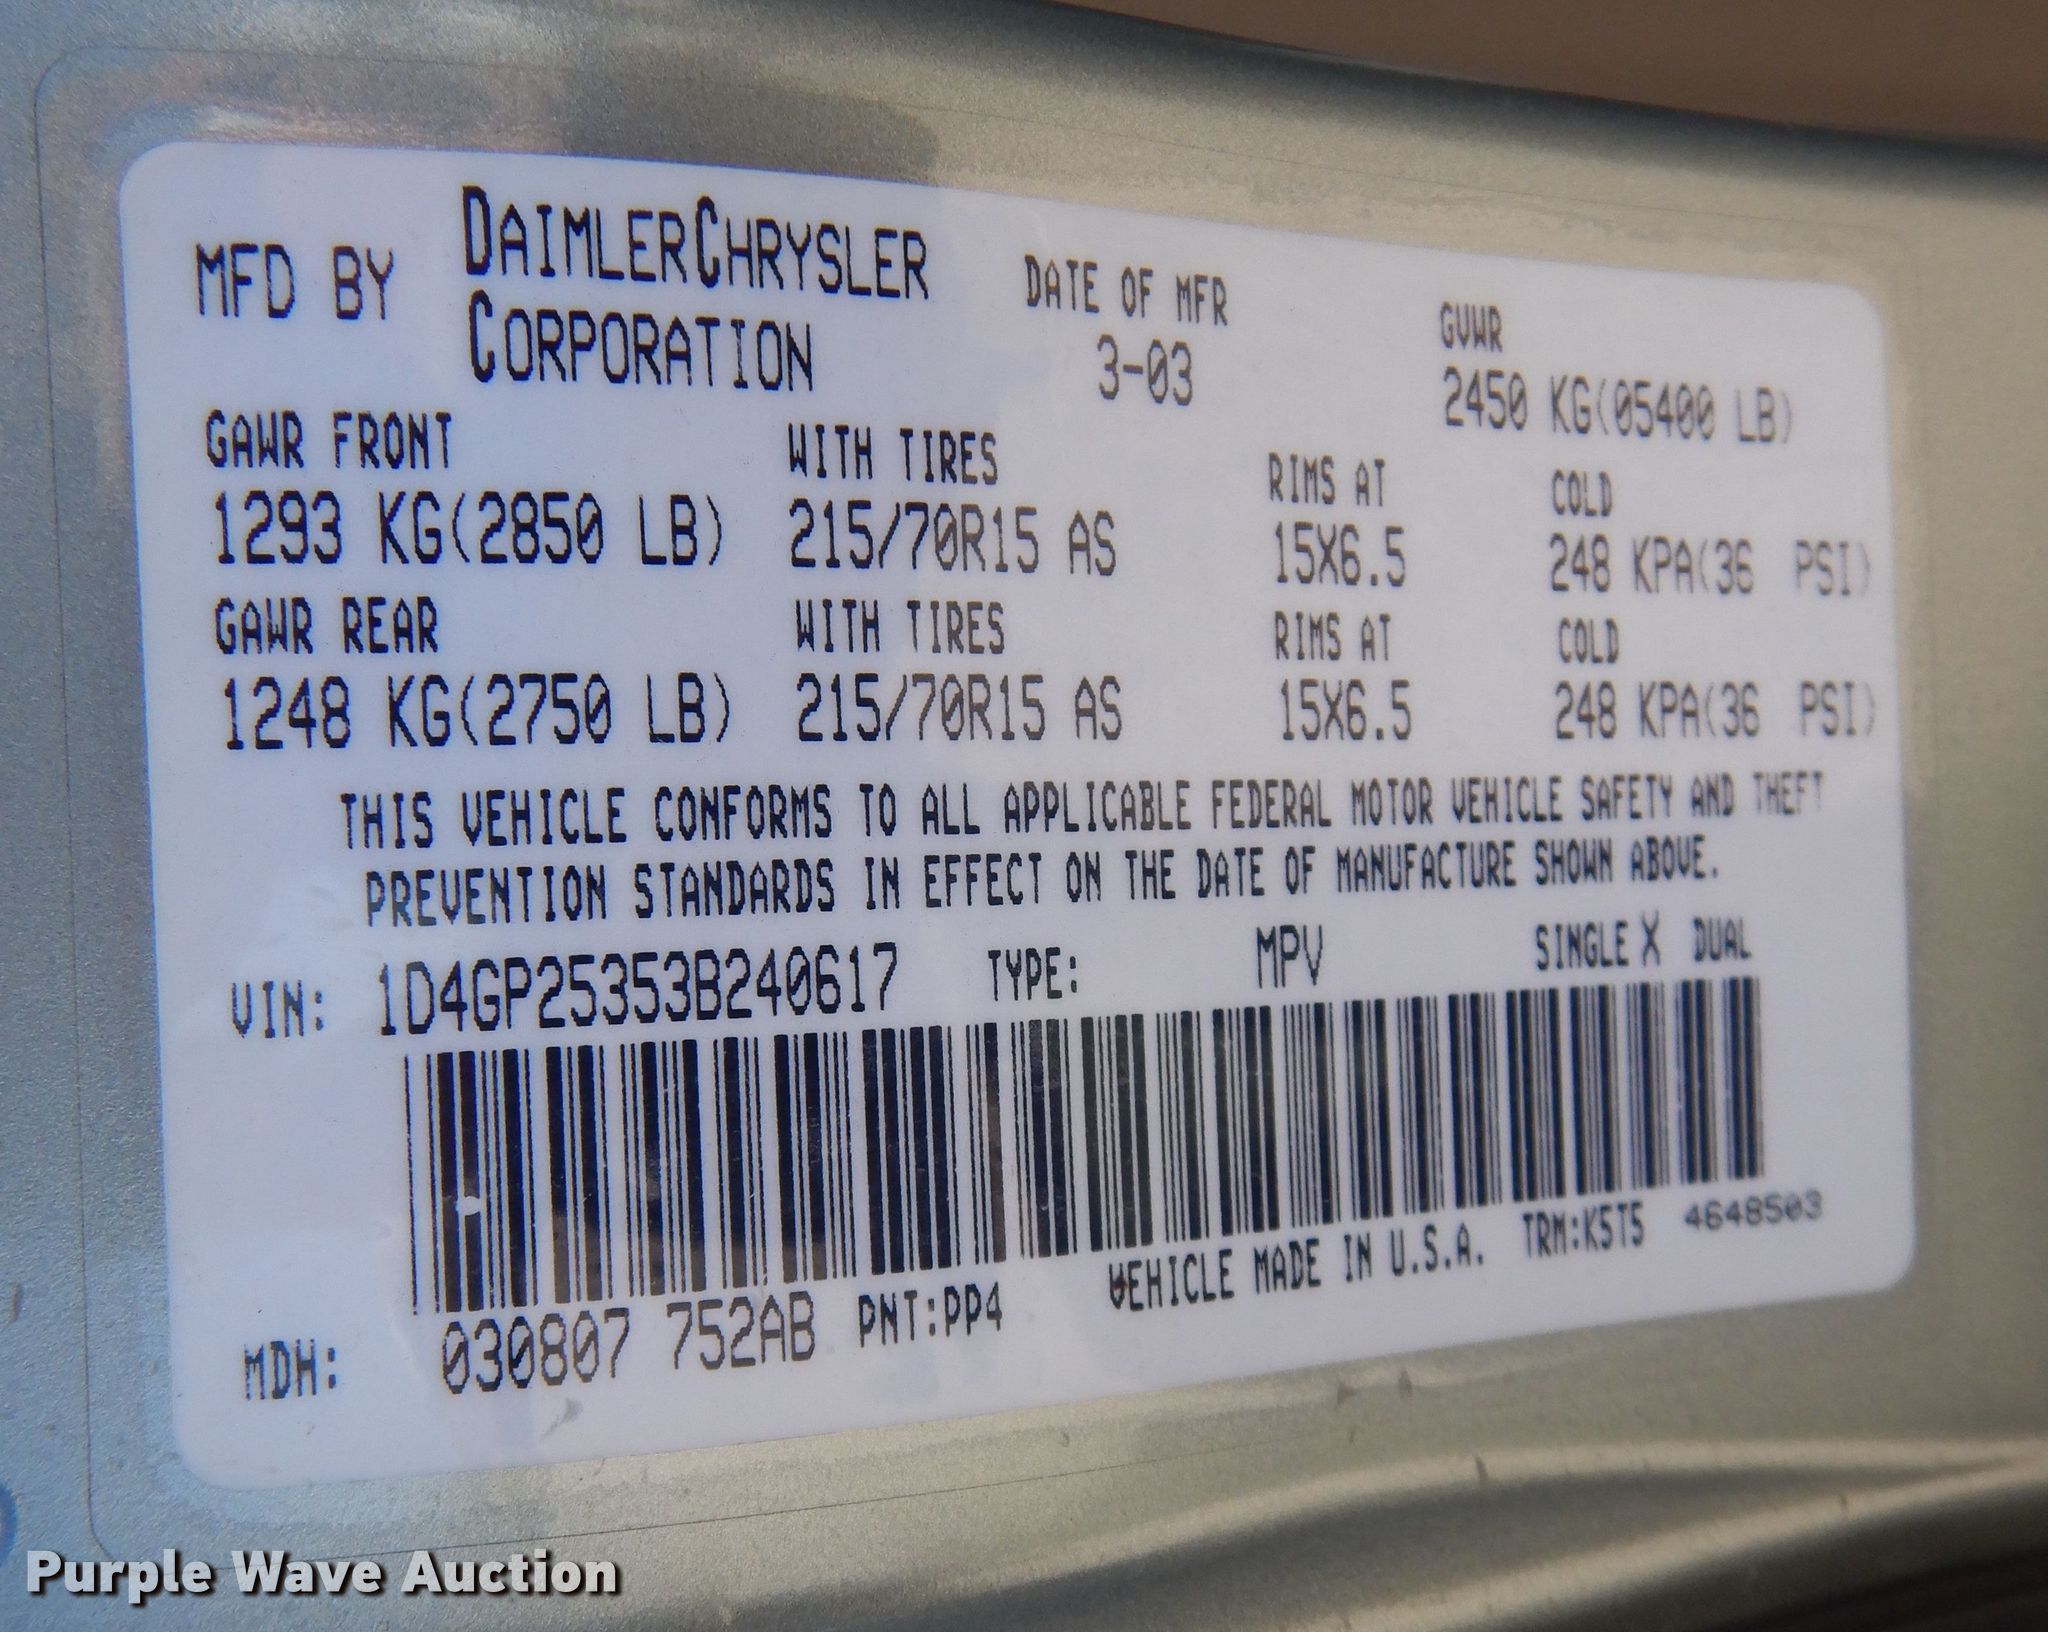 MFD BY DAIMLERCHRYSLER CORPORATION DATE OF MFR 3-03 GVWR
2450 KG(05400 LB)
GAWR FRONT WITH TIRES RIMS AT COLD
1293 KG(2850 LB) 215/70R15 AS 15X6.5 248 KPA(36 PSI)
GAWR REAR WITH TIRES RIMS AT COLD
1248 KG(2750 LB) 215/70R15 AS 15X6.5 248 KPA(36 PSI)
THIS VEHICLE CONFORMS TO ALL APPLICABLE FEDERAL MOTOR VEHICLE SAFETY AND THEFT
PREVENTION STANDARDS IN EFFECT ON THE DATE OF MANUFACTURE SHOWN ABOVE.
VIN: 1D4GP25353B240617 TYPE: MPV SINGLE X DUAL
MDH: 030807 752AB PNT:PP4 VEHICLE MADE IN U.S.A. TRM:K5T5 4648503
Purple Wave Auction